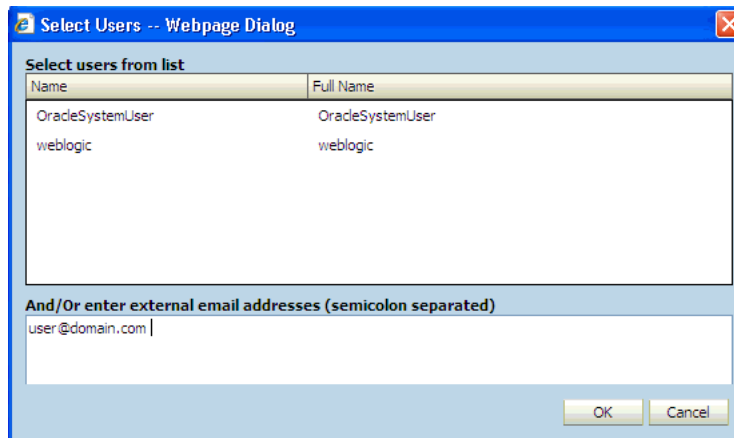 Select Users -- Webpage Dialog
Select users from list
Name Full Name
OracleSystemUser OracleSystemUser
weblogic weblogic
And/Or enter external email addresses (semicolon separated)
user@domain.com
OK Cancel